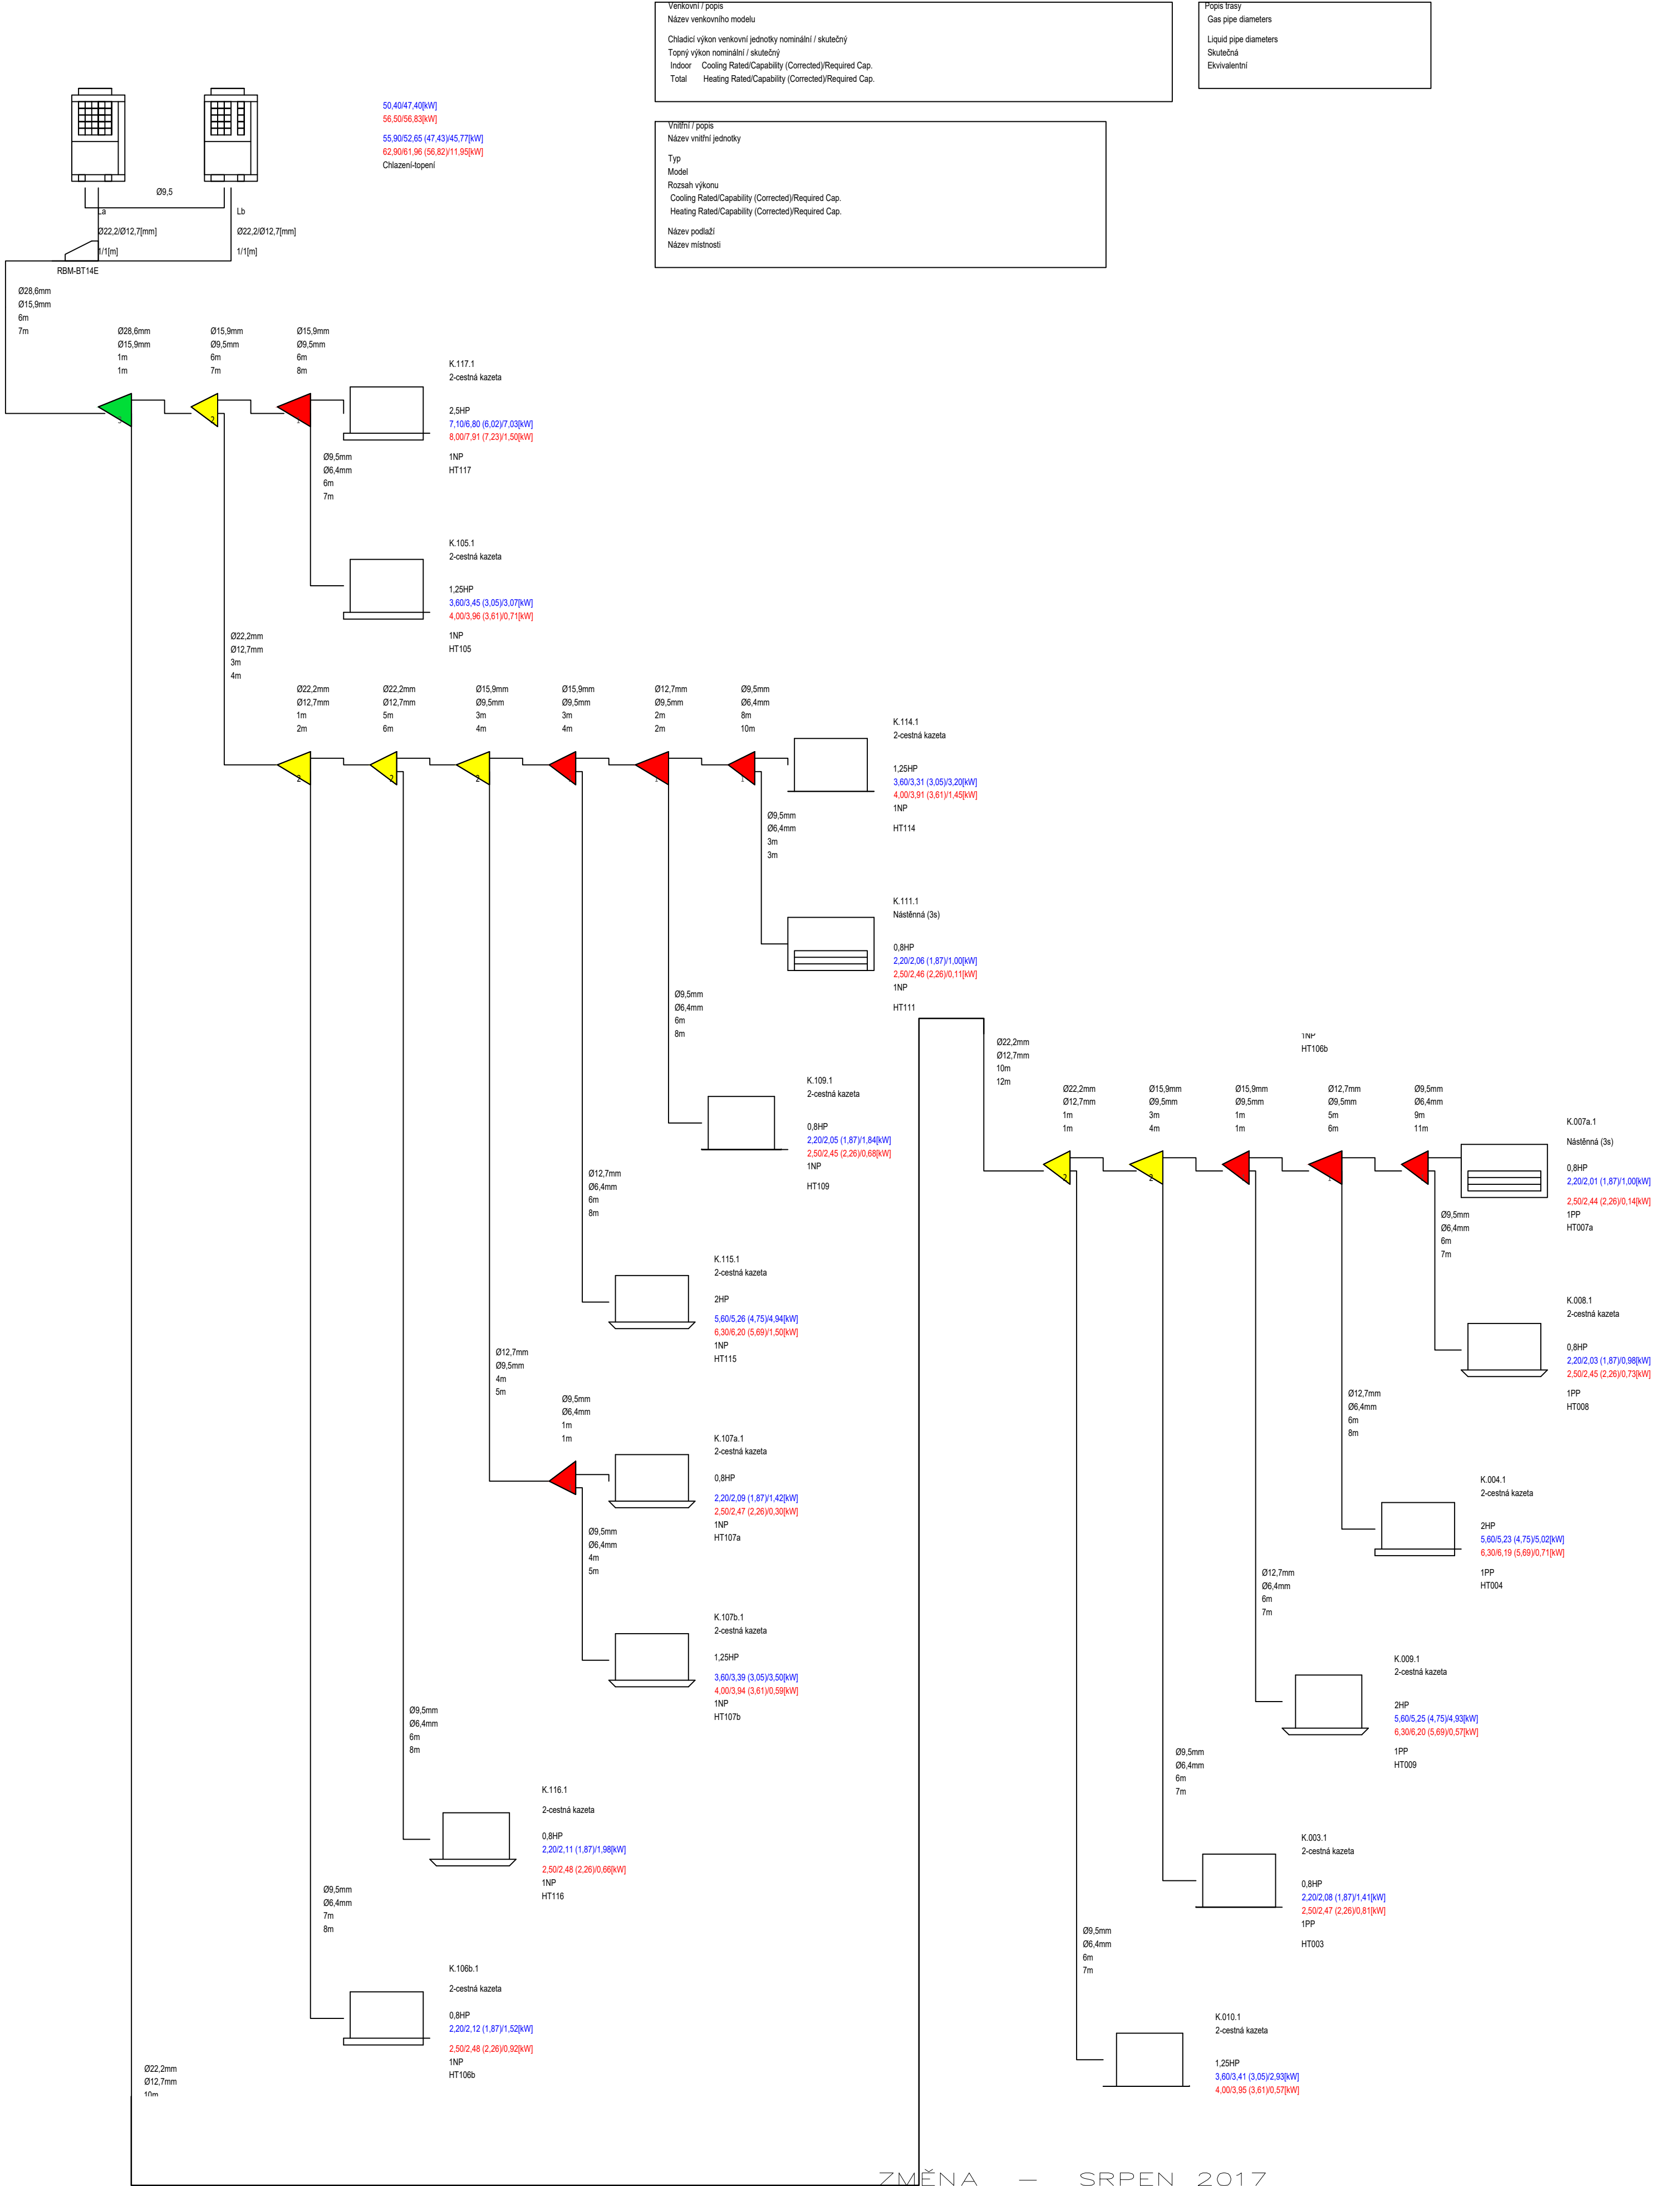 Venkovní / popis
Název venkovního modelu
Chladicí výkon venkovní jednotky nominální / skutečný
Topný výkon nominální / skutečný
Indoor Cooling Rated/Capability (Corrected)/Required Cap.
Total Heating Rated/Capability (Corrected)/Required Cap.
Popis trasy
Gas pipe diameters
Liquid pipe diameters
Skutečná
Ekvivalentní
Vnitřní / popis
Název vnitřní jednotky
Typ
Model
Rozsah výkonu
Cooling Rated/Capability (Corrected)/Required Cap.
Heating Rated/Capability (Corrected)/Required Cap.
Název podlaží
Název místnosti
50,40/47,40[kW]
56,50/56,83[kW]
55,90/52,65 (47,43)/45,77[kW]
62,90/61,96 (56,82)/11,95[kW]
Chlazení-topení
Ø9,5
La
Ø22,2/Ø12,7[mm]
1/1[m]
Lb
Ø22,2/Ø12,7[mm]
1/1[m]
RBM-BT14E
Ø28,6mm
Ø15,9mm
6m
7m
Ø28,6mm
Ø15,9mm
1m
1m
Ø15,9mm
Ø9,5mm
6m
7m
Ø15,9mm
Ø9,5mm
6m
8m
3
2
1
K.117.1
2-cestná kazeta
2,5HP
7,10/6,80 (6,02)/7,03[kW]
8,00/7,91 (7,23)/1,50[kW]
1NP
HT117
Ø9,5mm
Ø6,4mm
6m
7m
K.105.1
2-cestná kazeta
1,25HP
3,60/3,45 (3,05)/3,07[kW]
4,00/3,96 (3,61)/0,71[kW]
1NP
HT105
Ø22,2mm
Ø12,7mm
3m
4m
Ø22,2mm
Ø12,7mm
1m
2m
Ø22,2mm
Ø12,7mm
5m
6m
Ø15,9mm
Ø9,5mm
3m
4m
Ø15,9mm
Ø9,5mm
3m
4m
Ø12,7mm
Ø9,5mm
2m
2m
Ø9,5mm
Ø6,4mm
8m
10m
2
2
2
1
1
K.114.1
2-cestná kazeta
1,25HP
3,60/3,31 (3,05)/3,20[kW]
4,00/3,91 (3,61)/1,45[kW]
1NP
HT114
Ø9,5mm
Ø6,4mm
3m
3m
K.111.1
Nástěnná (3s)
0,8HP
2,20/2,06 (1,87)/1,00[kW]
2,50/2,46 (2,26)/0,11[kW]
1NP
HT111
Ø9,5mm
Ø6,4mm
6m
8m
K.109.1
2-cestná kazeta
0,8HP
2,20/2,05 (1,87)/1,84[kW]
2,50/2,45 (2,26)/0,68[kW]
1NP
HT109
Ø12,7mm
Ø6,4mm
6m
8m
K.115.1
2-cestná kazeta
2HP
5,60/5,26 (4,75)/4,94[kW]
6,30/6,20 (5,69)/1,50[kW]
1NP
HT115
Ø12,7mm
Ø9,5mm
4m
5m
Ø9,5mm
Ø6,4mm
1m
1m
K.107a.1
2-cestná kazeta
0,8HP
2,20/2,09 (1,87)/1,42[kW]
2,50/2,47 (2,26)/0,30[kW]
1NP
HT107a
Ø9,5mm
Ø6,4mm
4m
5m
K.107b.1
2-cestná kazeta
1,25HP
3,60/3,39 (3,05)/3,50[kW]
4,00/3,94 (3,61)/0,59[kW]
1NP
HT107b
Ø9,5mm
Ø6,4mm
6m
8m
K.116.1
2-cestná kazeta
0,8HP
2,20/2,11 (1,87)/1,98[kW]
2,50/2,48 (2,26)/0,66[kW]
1NP
HT116
Ø9,5mm
Ø6,4mm
7m
8m
K.106b.1
2-cestná kazeta
0,8HP
2,20/2,12 (1,87)/1,52[kW]
2,50/2,48 (2,26)/0,92[kW]
1NP
HT106b
Ø22,2mm
Ø12,7mm
10m
Ø22,2mm
Ø12,7mm
10m
12m
1NP
HT106b
Ø22,2mm
Ø12,7mm
1m
1m
Ø15,9mm
Ø9,5mm
3m
4m
Ø15,9mm
Ø9,5mm
1m
1m
Ø12,7mm
Ø9,5mm
5m
6m
Ø9,5mm
Ø6,4mm
9m
11m
2
2
1
K.007a.1
Nástěnná (3s)
0,8HP
2,20/2,01 (1,87)/1,00[kW]
2,50/2,44 (2,26)/0,14[kW]
1PP
HT007a
Ø9,5mm
Ø6,4mm
6m
7m
K.008.1
2-cestná kazeta
0,8HP
2,20/2,03 (1,87)/0,98[kW]
2,50/2,45 (2,26)/0,73[kW]
1PP
HT008
Ø12,7mm
Ø6,4mm
6m
8m
K.004.1
2-cestná kazeta
2HP
5,60/5,23 (4,75)/5,02[kW]
6,30/6,19 (5,69)/0,71[kW]
1PP
HT004
Ø12,7mm
Ø6,4mm
6m
7m
K.009.1
2-cestná kazeta
2HP
5,60/5,25 (4,75)/4,93[kW]
6,30/6,20 (5,69)/0,57[kW]
1PP
HT009
Ø9,5mm
Ø6,4mm
6m
7m
K.003.1
2-cestná kazeta
0,8HP
2,20/2,08 (1,87)/1,41[kW]
2,50/2,47 (2,26)/0,81[kW]
1PP
HT003
Ø9,5mm
Ø6,4mm
6m
7m
K.010.1
2-cestná kazeta
1,25HP
3,60/3,41 (3,05)/2,93[kW]
4,00/3,95 (3,61)/0,57[kW]
ZMĚNA – SRPEN 2017